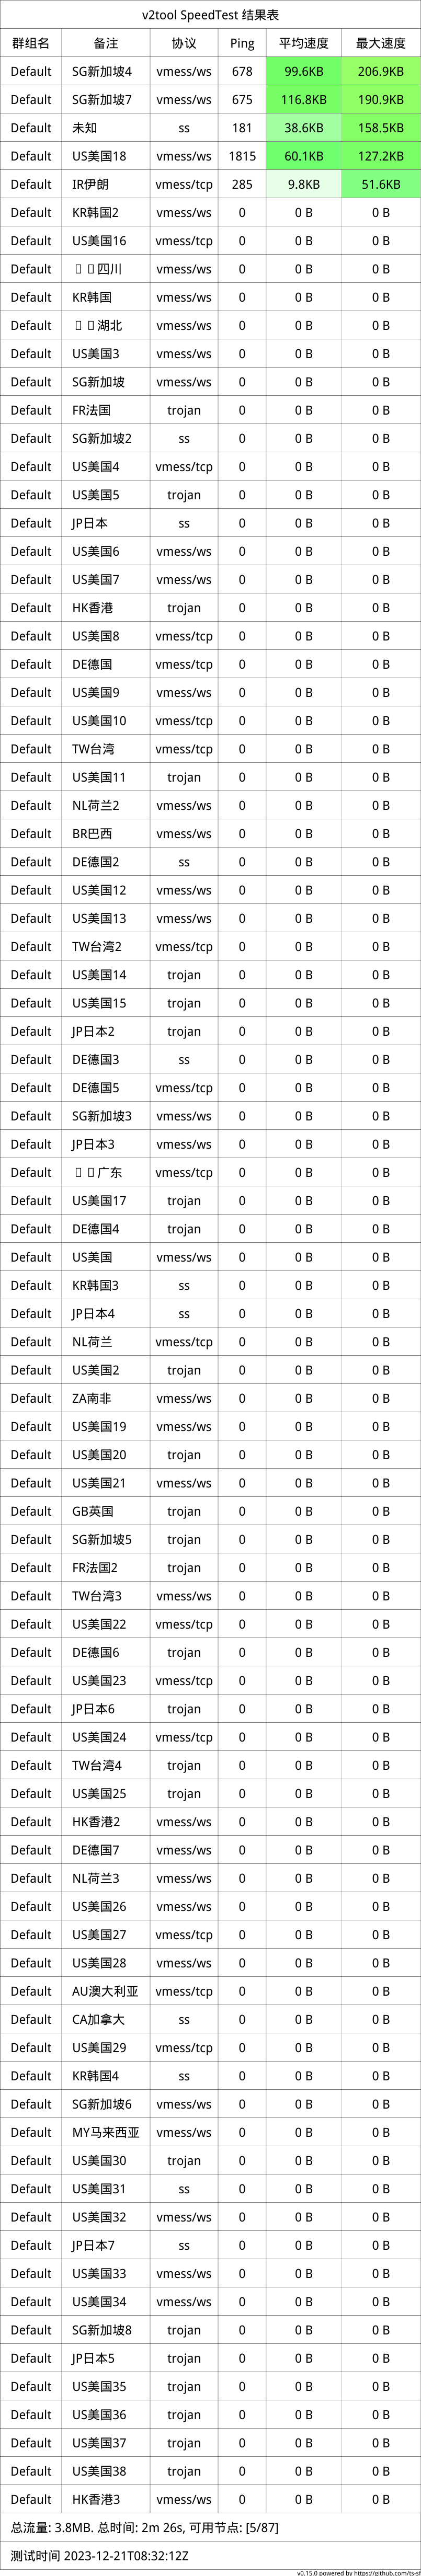 v2tool SpeedTest 结果表
群组名 备注 协议 Ping 平均速度 最大速度
Default SG新加坡4 vmess/ws 678 99.6KB 206.9KB
Default SG新加坡7 vmess/ws 675 116.8KB 190.9KB
Default 未知 ss 181 38.6KB 158.5KB
Default US美国18 vmess/ws 1815 60.1KB 127.2KB
Default IR伊朗 vmess/tcp 285 9.8KB 51.6KB
Default KR韩国2 vmess/ws 0 0 B 0 B
Default US美国16 vmess/tcp 0 0 B 0 B
Default 四川 vmess/ws 0 0 B 0 B
Default KR韩国 vmess/ws 0 0 B 0 B
Default 湖北 vmess/ws 0 0 B 0 B
Default US美国3 vmess/ws 0 0 B 0 B
Default SG新加坡 vmess/ws 0 0 B 0 B
Default FR法国 trojan 0 0 B 0 B
Default SG新加坡2 ss 0 0 B 0 B
Default US美国4 vmess/tcp 0 0 B 0 B
Default US美国5 trojan 0 0 B 0 B
Default JP日本 ss 0 0 B 0 B
Default US美国6 vmess/ws 0 0 B 0 B
Default US美国7 vmess/ws 0 0 B 0 B
Default HK香港 trojan 0 0 B 0 B
Default US美国8 vmess/tcp 0 0 B 0 B
Default DE德国 vmess/tcp 0 0 B 0 B
Default US美国9 vmess/ws 0 0 B 0 B
Default US美国10 vmess/tcp 0 0 B 0 B
Default TW台湾 vmess/tcp 0 0 B 0 B
Default US美国11 trojan 0 0 B 0 B
Default NL荷兰2 vmess/ws 0 0 B 0 B
Default BR巴西 vmess/ws 0 0 B 0 B
Default DE德国2 ss 0 0 B 0 B
Default US美国12 vmess/ws 0 0 B 0 B
Default US美国13 vmess/ws 0 0 B 0 B
Default TW台湾2 vmess/tcp 0 0 B 0 B
Default US美国14 trojan 0 0 B 0 B
Default US美国15 trojan 0 0 B 0 B
Default JP日本2 trojan 0 0 B 0 B
Default DE德国3 ss 0 0 B 0 B
Default DE德国5 vmess/tcp 0 0 B 0 B
Default SG新加坡3 vmess/ws 0 0 B 0 B
Default JP日本3 vmess/ws 0 0 B 0 B
Default 广东 vmess/tcp 0 0 B 0 B
Default US美国17 trojan 0 0 B 0 B
Default DE德国4 trojan 0 0 B 0 B
Default US美国 vmess/ws 0 0 B 0 B
Default KR韩国3 ss 0 0 B 0 B
Default JP日本4 ss 0 0 B 0 B
Default NL荷兰 vmess/tcp 0 0 B 0 B
Default US美国2 trojan 0 0 B 0 B
Default ZA南非 vmess/ws 0 0 B 0 B
Default US美国19 vmess/ws 0 0 B 0 B
Default US美国20 trojan 0 0 B 0 B
Default US美国21 vmess/ws 0 0 B 0 B
Default GB英国 trojan 0 0 B 0 B
Default SG新加坡5 trojan 0 0 B 0 B
Default FR法国2 trojan 0 0 B 0 B
Default TW台湾3 vmess/ws 0 0 B 0 B
Default US美国22 vmess/tcp 0 0 B 0 B
Default DE德国6 trojan 0 0 B 0 B
Default US美国23 vmess/tcp 0 0 B 0 B
Default JP日本6 trojan 0 0 B 0 B
Default US美国24 vmess/tcp 0 0 B 0 B
Default TW台湾4 trojan 0 0 B 0 B
Default US美国25 trojan 0 0 B 0 B
Default HK香港2 vmess/ws 0 0 B 0 B
Default DE德国7 vmess/ws 0 0 B 0 B
Default NL荷兰3 vmess/ws 0 0 B 0 B
Default US美国26 vmess/ws 0 0 B 0 B
Default US美国27 vmess/tcp 0 0 B 0 B
Default US美国28 vmess/ws 0 0 B 0 B
Default AU澳大利亚 vmess/tcp 0 0 B 0 B
Default CA加拿大 ss 0 0 B 0 B
Default US美国29 vmess/tcp 0 0 B 0 B
Default KR韩国4 ss 0 0 B 0 B
Default SG新加坡6 vmess/ws 0 0 B 0 B
Default MY马来西亚 vmess/ws 0 0 B 0 B
Default US美国30 trojan 0 0 B 0 B
Default US美国31 ss 0 0 B 0 B
Default US美国32 vmess/ws 0 0 B 0 B
Default JP日本7 ss 0 0 B 0 B
Default US美国33 vmess/ws 0 0 B 0 B
Default US美国34 vmess/ws 0 0 B 0 B
Default SG新加坡8 trojan 0 0 B 0 B
Default JP日本5 trojan 0 0 B 0 B
Default US美国35 trojan 0 0 B 0 B
Default US美国36 trojan 0 0 B 0 B
Default US美国37 trojan 0 0 B 0 B
Default US美国38 trojan 0 0 B 0 B
Default HK香港3 vmess/ws 0 0 B 0 B
总流量: 3.8MB. 总时间: 2m 26s, 可用节点: [5/87]
测试时间 2023-12-21T08:32:12Z
v0.15.0 powered by https://github.com/ts-sf